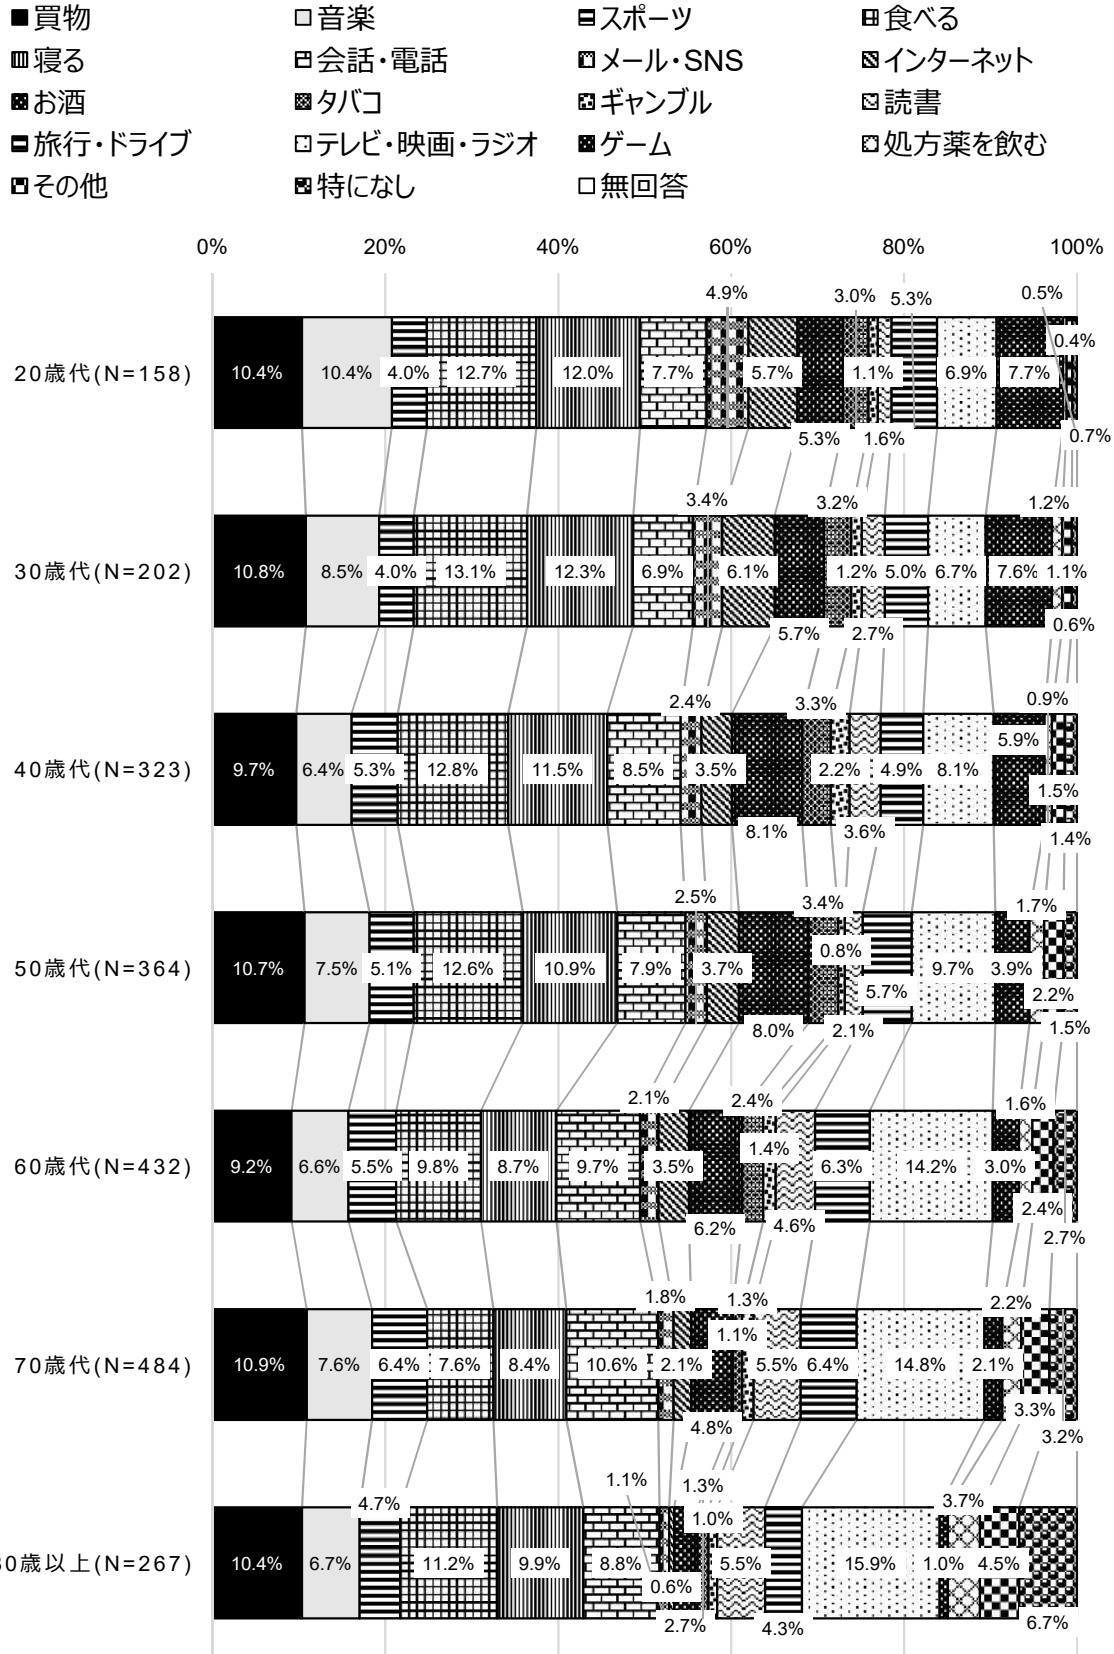 買物 音楽 スポーツ 食べる
寝る 会話・電話 メール・SNS インターネット
お酒 タバコ ギャンブル 読書
旅行・ドライブ テレビ・映画・ラジオ ゲーム 処方薬を飲む
その他 特になし 無回答
0% 20% 40% 60% 80% 100%
4.9% 3.0% 5.3% 0.5%
0.4%
20歳代(N=158) 10.4% 10.4% 4.0% 12.7% 12.0% 7.7% 5.7% 1.1% 6.9% 7.7%
5.3% 1.6% 0.7%
3.4% 3.2% 1.2%
30歳代(N=202) 10.8% 8.5% 4.0% 13.1% 12.3% 6.9% 6.1% 1.2% 5.0% 6.7% 7.6% 1.1%
5.7% 2.7% 0.6%
2.4% 3.3% 0.9%
5.9%
40歳代(N=323) 9.7% 6.4% 5.3% 12.8% 11.5% 8.5% 3.5% 2.2% 4.9% 8.1%
1.5%
8.1% 3.6% 1.4%
2.5% 3.4% 1.7%
0.8%
50歳代(N=364) 10.7% 7.5% 5.1% 12.6% 10.9% 7.9% 3.7% 9.7% 3.9%
5.7% 2.2%
8.0% 2.1% 1.5%
2.1% 2.4% 1.6%
1.4%
60歳代(N=432) 9.2% 6.6% 5.5% 9.8% 8.7% 9.7% 3.5% 6.3% 14.2% 3.0%
2.4%
6.2% 4.6% 2.7%
1.8% 1.3% 2.2%
1.1%
70歳代(N=484) 10.9% 7.6% 6.4% 7.6% 8.4% 10.6% 2.1% 5.5% 6.4% 14.8% 2.1%
3.3%
4.8% 3.2%
1.1% 1.3%
4.7% 3.7%
1.0%
0歳以上(N=267) 10.4% 6.7% 11.2% 9.9% 8.8% 5.5% 15.9% 1.0% 4.5%
0.6%
2.7% 4.3% 6.7%